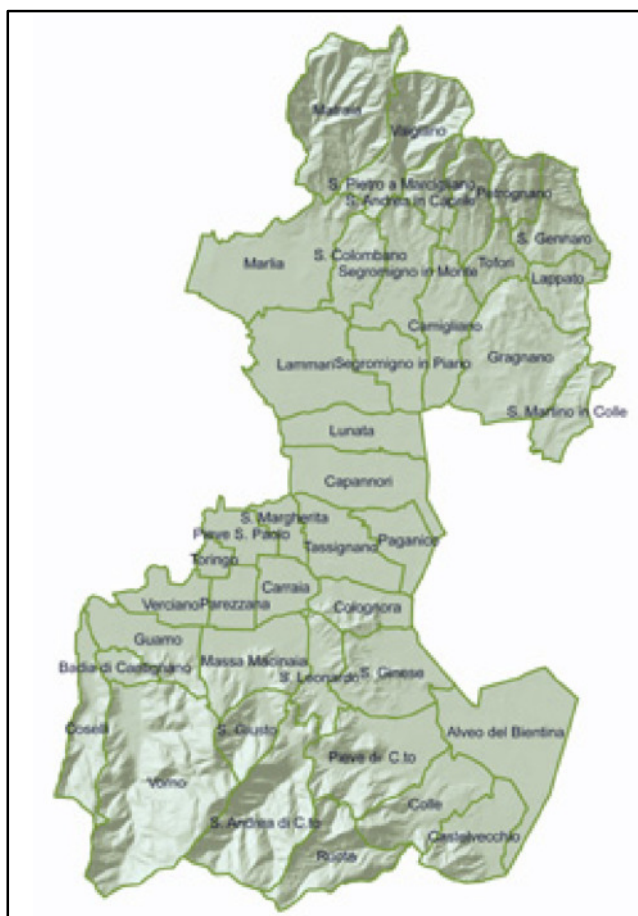 Matraia
Valgiano
S. Pietro a Marcigliano
S. Andrea in Caprile
Petrognano
S. Gennaro
Marlia
S. Colombano
Segromigno in Monte
Tofori
Lappato
Camigliano
Gragnano
Lammari
Segromigno in Piano
S. Martino in Colle
Lunata
Capannori
S. Margherita
Pieve S. Paolo
Tassignano
Paganico
Toringo
Carraia
Verciano
Parezzana
Colognora
Guamo
Badia di Cantignano
Massa Macinaia
S. Leonardo
S. Ginese
Coselli
S. Giusto
Alveo del Bientina
Vorno
Pieve di C.to
Colle
S. Andrea di C.to
Castelvecchio
Ruota